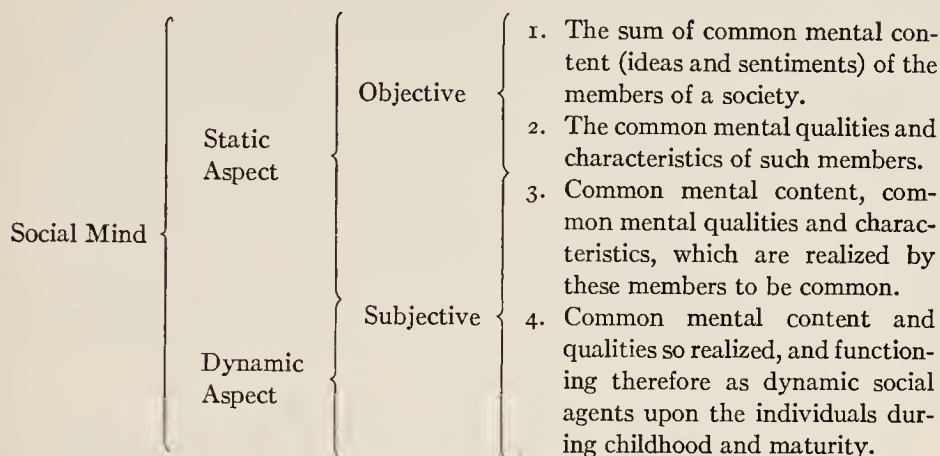 Social Mind
Static
Aspect
Dynamic
Aspect
Objective
Subjective
1. The sum of common mental con-
tent (ideas and sentiments) of the
members of a society.
2. The common mental qualities and
characteristics of such members.
3. Common mental content, com-
mon mental qualities and charac-
teristics, which are realized by
these members to be common.
4. Common mental content and
qualities so realized, and function-
ing therefore as dynamic social
agents upon the individuals dur-
ing childhood and maturity.